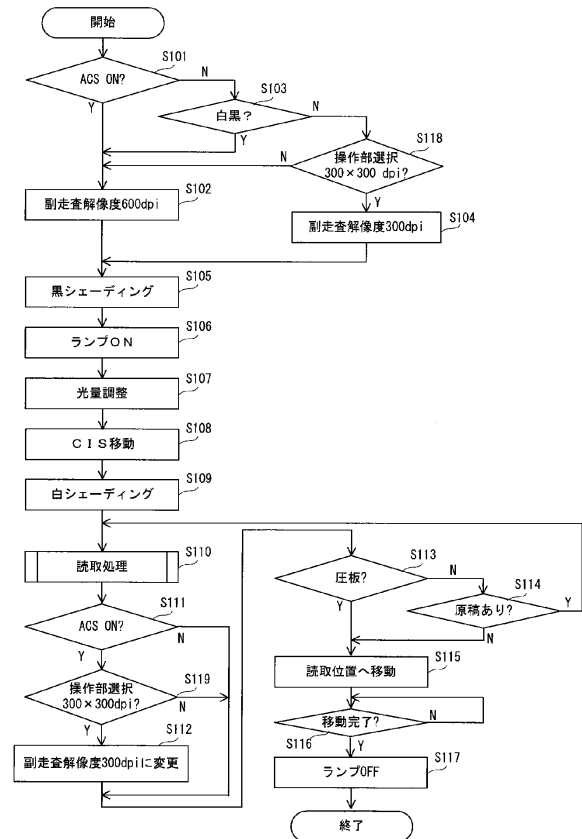 開始
S101
ACS ON?
N
Y
S103
白黒?
N
Y
S118
操作部選択
300×300 dpi?
N
Y
S102
副走査解像度600dpi
S104
副走査解像度300dpi
S105
黒シェーディング
S106
ランプON
S107
光量調整
S108
CIS移動
S109
白シェーディング
S110
読取処理
S111
ACS ON?
N
Y
S119
操作部選択
300×300dpi?
N
Y
S112
副走査解像度300dpiに変更
S113
圧板?
N
Y
S114
原稿あり?
Y
N
S115
読取位置へ移動
移動完了?
N
S116
Y
S117
ランプOFF
終了